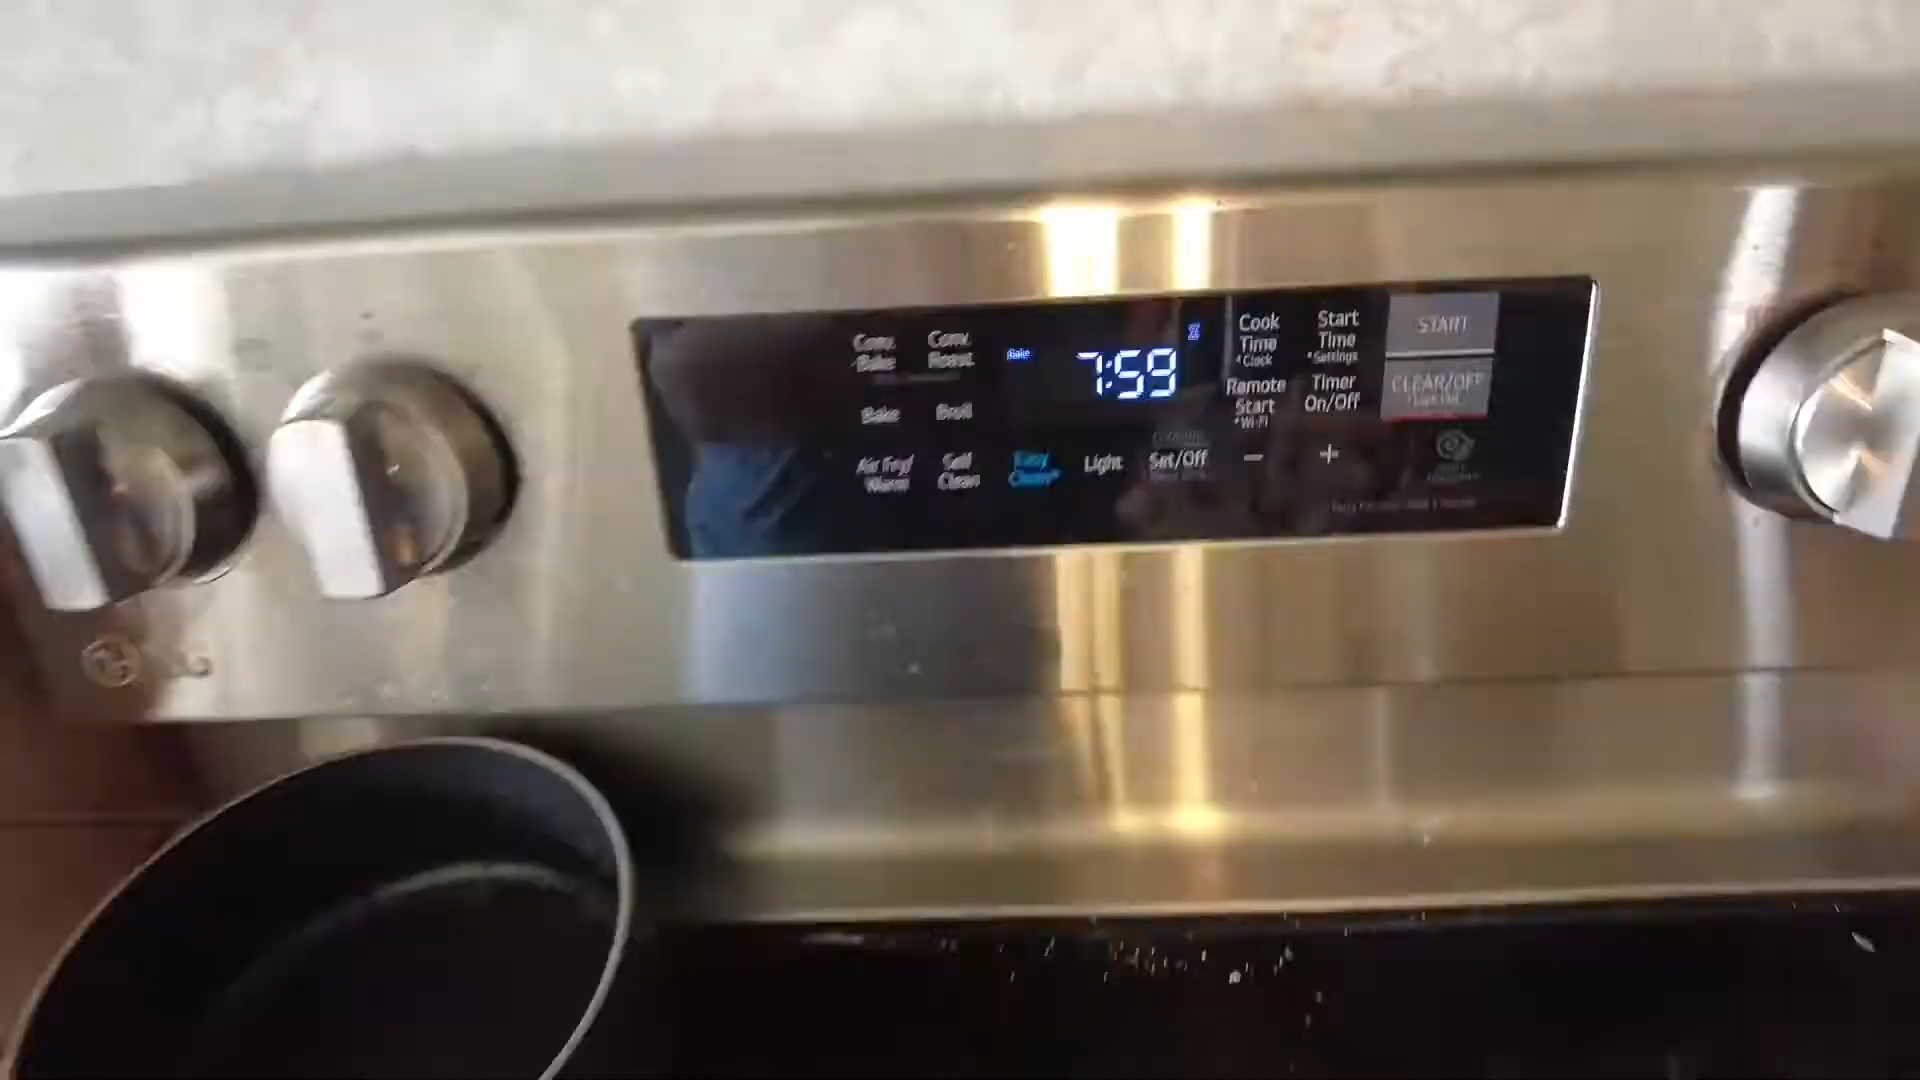 Conv. Bake
Conv. Roast
Bake
7:59
Cook Time
*Clock
Start Time
*Settings
START
Bake
Broil
Remote Start
*Wi-Fi
Timer On/Off
CLEAR/OFF
Air Fry/
Warm
Self Clean
Easy Clean®
Light
Set/Off
−
+